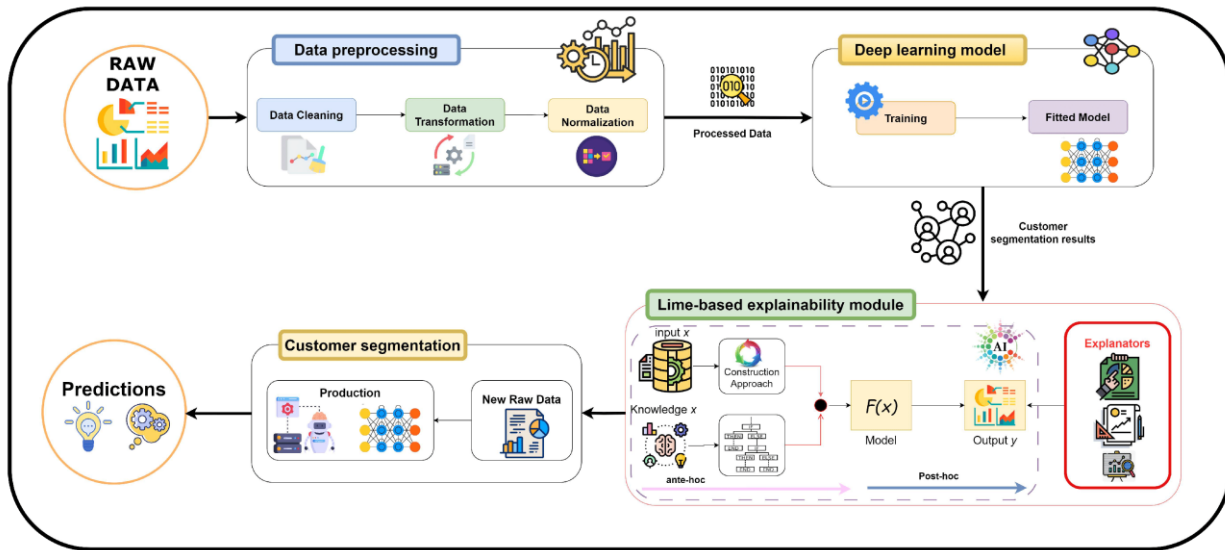 RAW
DATA
Data preprocessing
Data Cleaning
Data
Transformation
Data
Normalization
010101010
010
Processed Data
Deep learning model
Training
Fitted Model
Customer
segmentation results
Lime-based explainability module
input x
Construction
Approach
Knowledge x
F(x)
Model
AI
Output y
Explanators
ante-hoc
Post-hoc
Customer segmentation
Production
New Raw Data
Predictions